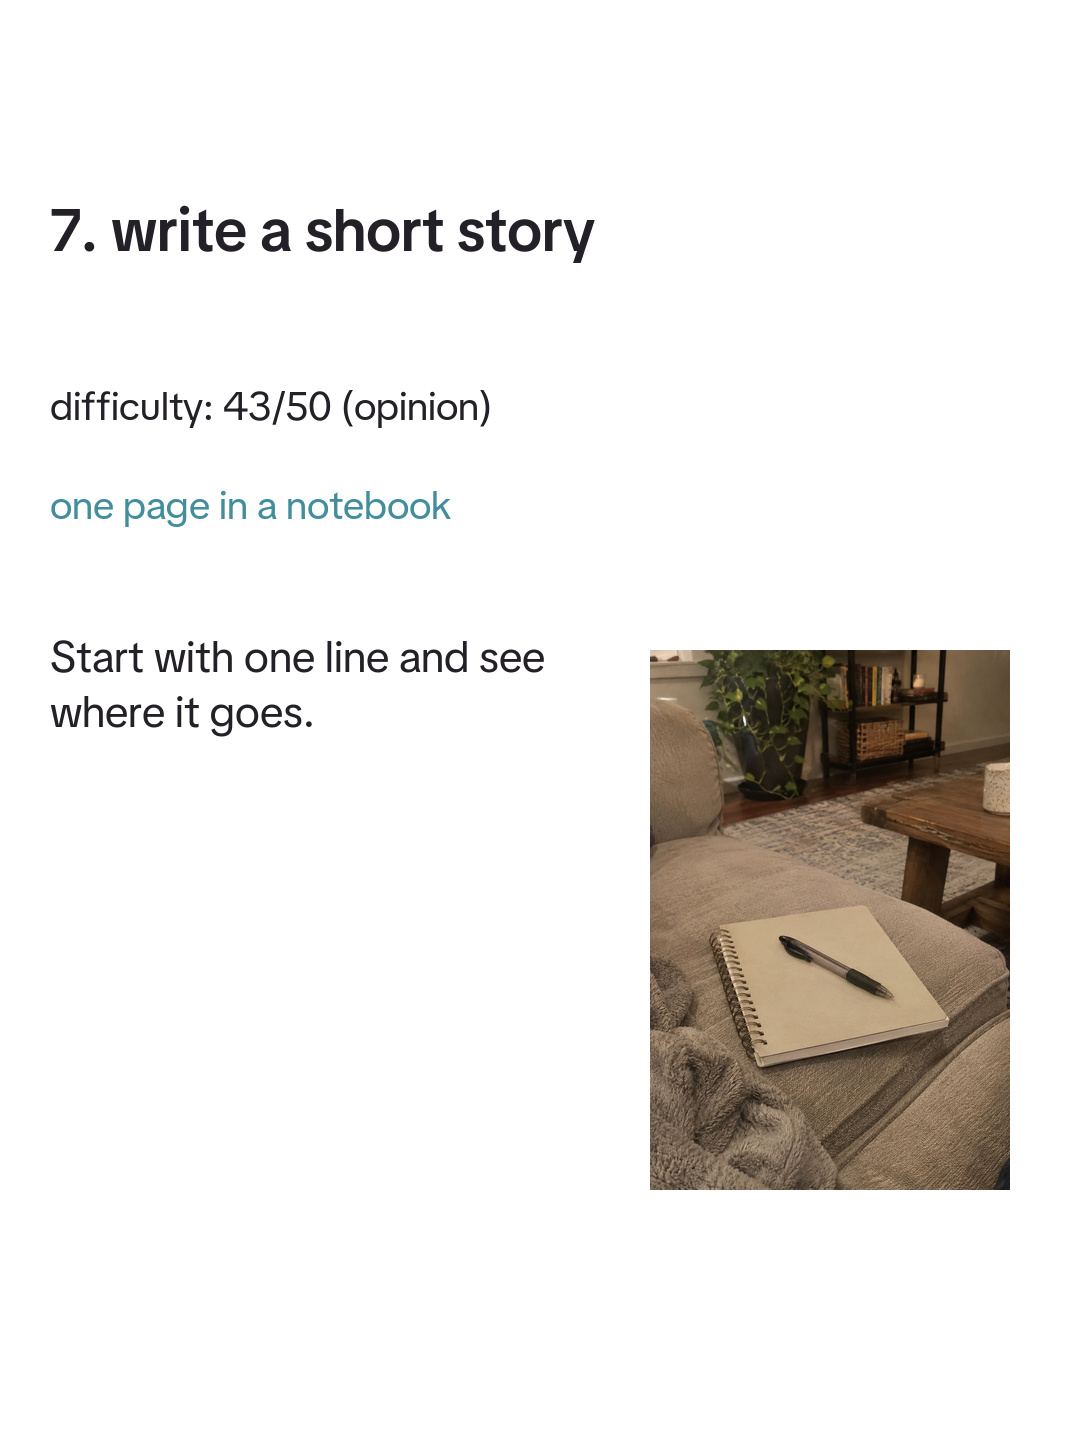 7. write a short story
difficulty: 43/50 (opinion)
one page in a notebook
Start with one line and see
where it goes.